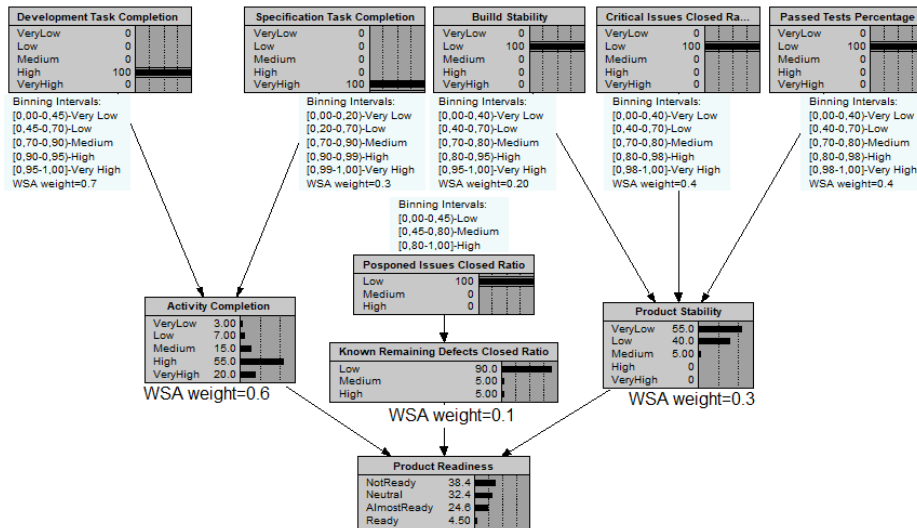 Development Task Completion
VeryLow 0
Low 0
Medium 0
High 100
VeryHigh 0
Specification Task Completion
VeryLow 0
Low 0
Medium 0
High 0
VeryHigh 100
Builld Stability
VeryLow 0
Low 100
Medium 0
High 0
VeryHigh 0
Critical Issues Closed Ra...
VeryLow 0
Low 100
Medium 0
High 0
VeryHigh 0
Passed Tests Percentage
VeryLow 0
Low 100
Medium 0
High 0
VeryHigh 0
Binning Intervals:
[0,00-0,45)-Very Low
[0,45-0,70)-Low
[0,70-0,90)-Medium
[0,90-0,95)-High
[0,95-1,00]-Very High
WSA weight=0.7
Binning Intervals:
[0,00-0,20)-Very Low
[0,20-0,70)-Low
[0,70-0,90)-Medium
[0,90-0,99)-High
[0,99-1,00]-Very High
WSA weight=0.3
Binning Intervals:
[0,00-0,40)-Very Low
[0,40-0,70)-Low
[0,70-0,80)-Medium
[0,80-0,95)-High
[0,95-1,00]-Very High
WSA weight=0.20
Binning Intervals:
[0,00-0,40)-Very Low
[0,40-0,70)-Low
[0,70-0,80)-Medium
[0,80-0,98)-High
[0,98-1,00]-Very High
WSA weight=0.4
Binning Intervals:
[0,00-0,40)-Very Low
[0,40-0,70)-Low
[0,70-0,80)-Medium
[0,80-0,98)-High
[0,98-1,00]-Very High
WSA weight=0.4
Binning Intervals:
[0,00-0,45)-Low
[0,45-0,80)-Medium
[0,80-1,00]-High
Posponed Issues Closed Ratio
Low 100
Medium 0
High 0
Activity Completion
VeryLow 3.00
Low 7.00
Medium 15.0
High 55.0
VeryHigh 20.0
WSA weight=0.6
Known Remaining Defects Closed Ratio
Low 90.0
Medium 5.00
High 5.00
WSA weight=0.1
Product Stability
VeryLow 55.0
Low 40.0
Medium 5.00
High 0
VeryHigh 0
WSA weight=0.3
Product Readiness
NotReady 38.4
Neutral 32.4
AlmostReady 24.6
Ready 4.50